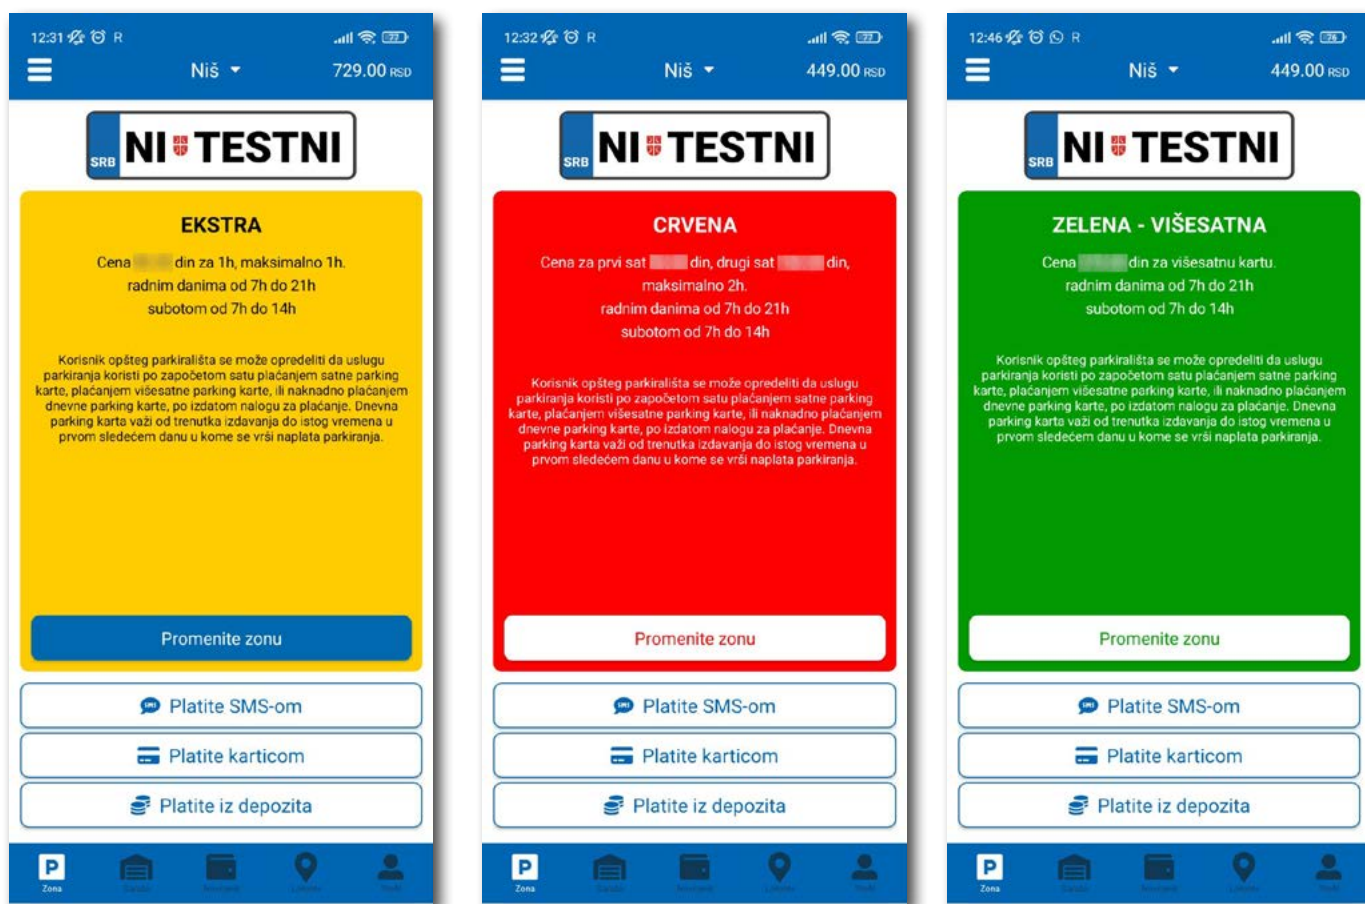 12:31 R
77
Niš
729.00 RSD
SRB NI TESTNI
EKSTRA
Cena din za 1h, maksimalno 1h.
radnim danima od 7h do 21h
subotom od 7h do 14h
Korisnik opšteg parkirališta se može opredeliti da uslugu
parkiranja koristi po započetom satu plaćanjem satne parking
karte, plaćanjem višesatne parking karte, ili naknadno plaćanjem
dnevne parking karte, po izdatom nalogu za plaćanje. Dnevna
parking karta važi od trenutka izdavanja do istog vremena u
prvom sledećem danu u kome se vrši naplata parkiranja.
Promenite zonu
SMS Platite SMS-om
Platite karticom
Platite iz depozita
P
Zona
12:32 R
77
Niš
449.00 RSD
SRB NI TESTNI
CRVENA
Cena za prvi sat din, drugi sat din,
maksimalno 2h.
radnim danima od 7h do 21h
subotom od 7h do 14h
Korisnik opšteg parkirališta se može opredeliti da uslugu
parkiranja koristi po započetom satu plaćanjem satne parking
karte, plaćanjem višesatne parking karte, ili naknadno plaćanjem
dnevne parking karte, po izdatom nalogu za plaćanje. Dnevna
parking karta važi od trenutka izdavanja do istog vremena u
prvom sledećem danu u kome se vrši naplata parkiranja.
Promenite zonu
SMS Platite SMS-om
Platite karticom
Platite iz depozita
P
Zona
12:46 R
76
Niš
449.00 RSD
SRB NI TESTNI
ZELENA - VIŠESATNA
Cena din za višesatnu kartu.
radnim danima od 7h do 21h
subotom od 7h do 14h
Korisnik opšteg parkirališta se može opredeliti da uslugu
parkiranja koristi po započetom satu plaćanjem satne parking
karte, plaćanjem višesatne parking karte, ili naknadno plaćanjem
dnevne parking karte, po izdatom nalogu za plaćanje. Dnevna
parking karta važi od trenutka izdavanja do istog vremena u
prvom sledećem danu u kome se vrši naplata parkiranja.
Promenite zonu
SMS Platite SMS-om
Platite karticom
Platite iz depozita
P
Zona